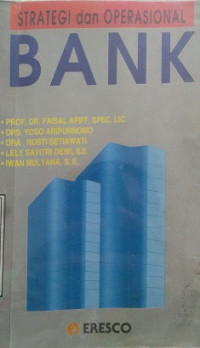 STRATEGI dan OPERASIONAL
BANK
• PROF. DR. FAISAL AFIFF, SPEC. LIC.
• DRS. YOSO ARIPURNOMO
• DRA. ROSTI SETIAWATI
• LELY SAVITRI DEWI, S.E.
• IWAN MULYANA, S. E.
ERESCO